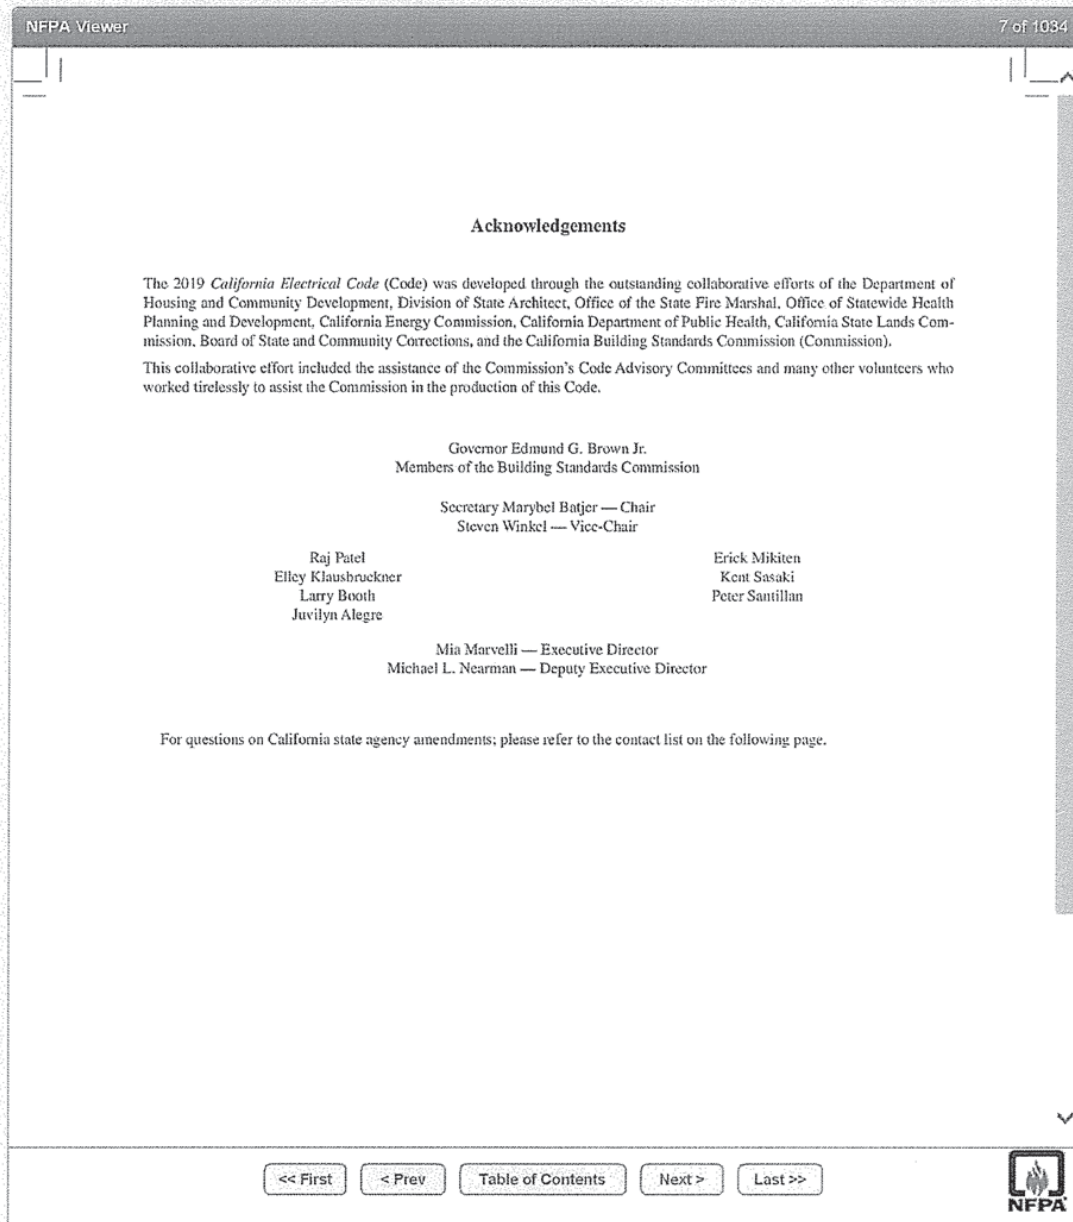 NFPA Viewer
7 of 1034
Acknowledgements
The 2019 California Electrical Code (Code) was developed through the outstanding collaborative efforts of the Department of
Housing and Community Development, Division of State Architect, Office of the State Fire Marshal, Office of Statewide Health
Planning and Development, California Energy Commission, California Department of Public Health, California State Lands Com-
mission, Board of State and Community Corrections, and the California Building Standards Commission (Commission).
This collaborative effort included the assistance of the Commission's Code Advisory Committees and many other volunteers who
worked tirelessly to assist the Commission in the production of this Code.
Governor Edmund G. Brown Jr.
Members of the Building Standards Commission
Secretary Marybel Batjer — Chair
Steven Winkel — Vice-Chair
Raj Patel
Elley Klausbruckner
Larry Booth
Juvilyn Alegre
Erick Mikiten
Kent Sasaki
Peter Santillan
Mia Marvelli — Executive Director
Michael L. Nearman — Deputy Executive Director
For questions on California state agency amendments; please refer to the contact list on the following page.
<< First
< Prev
Table of Contents
Next >
Last >>
NFPA